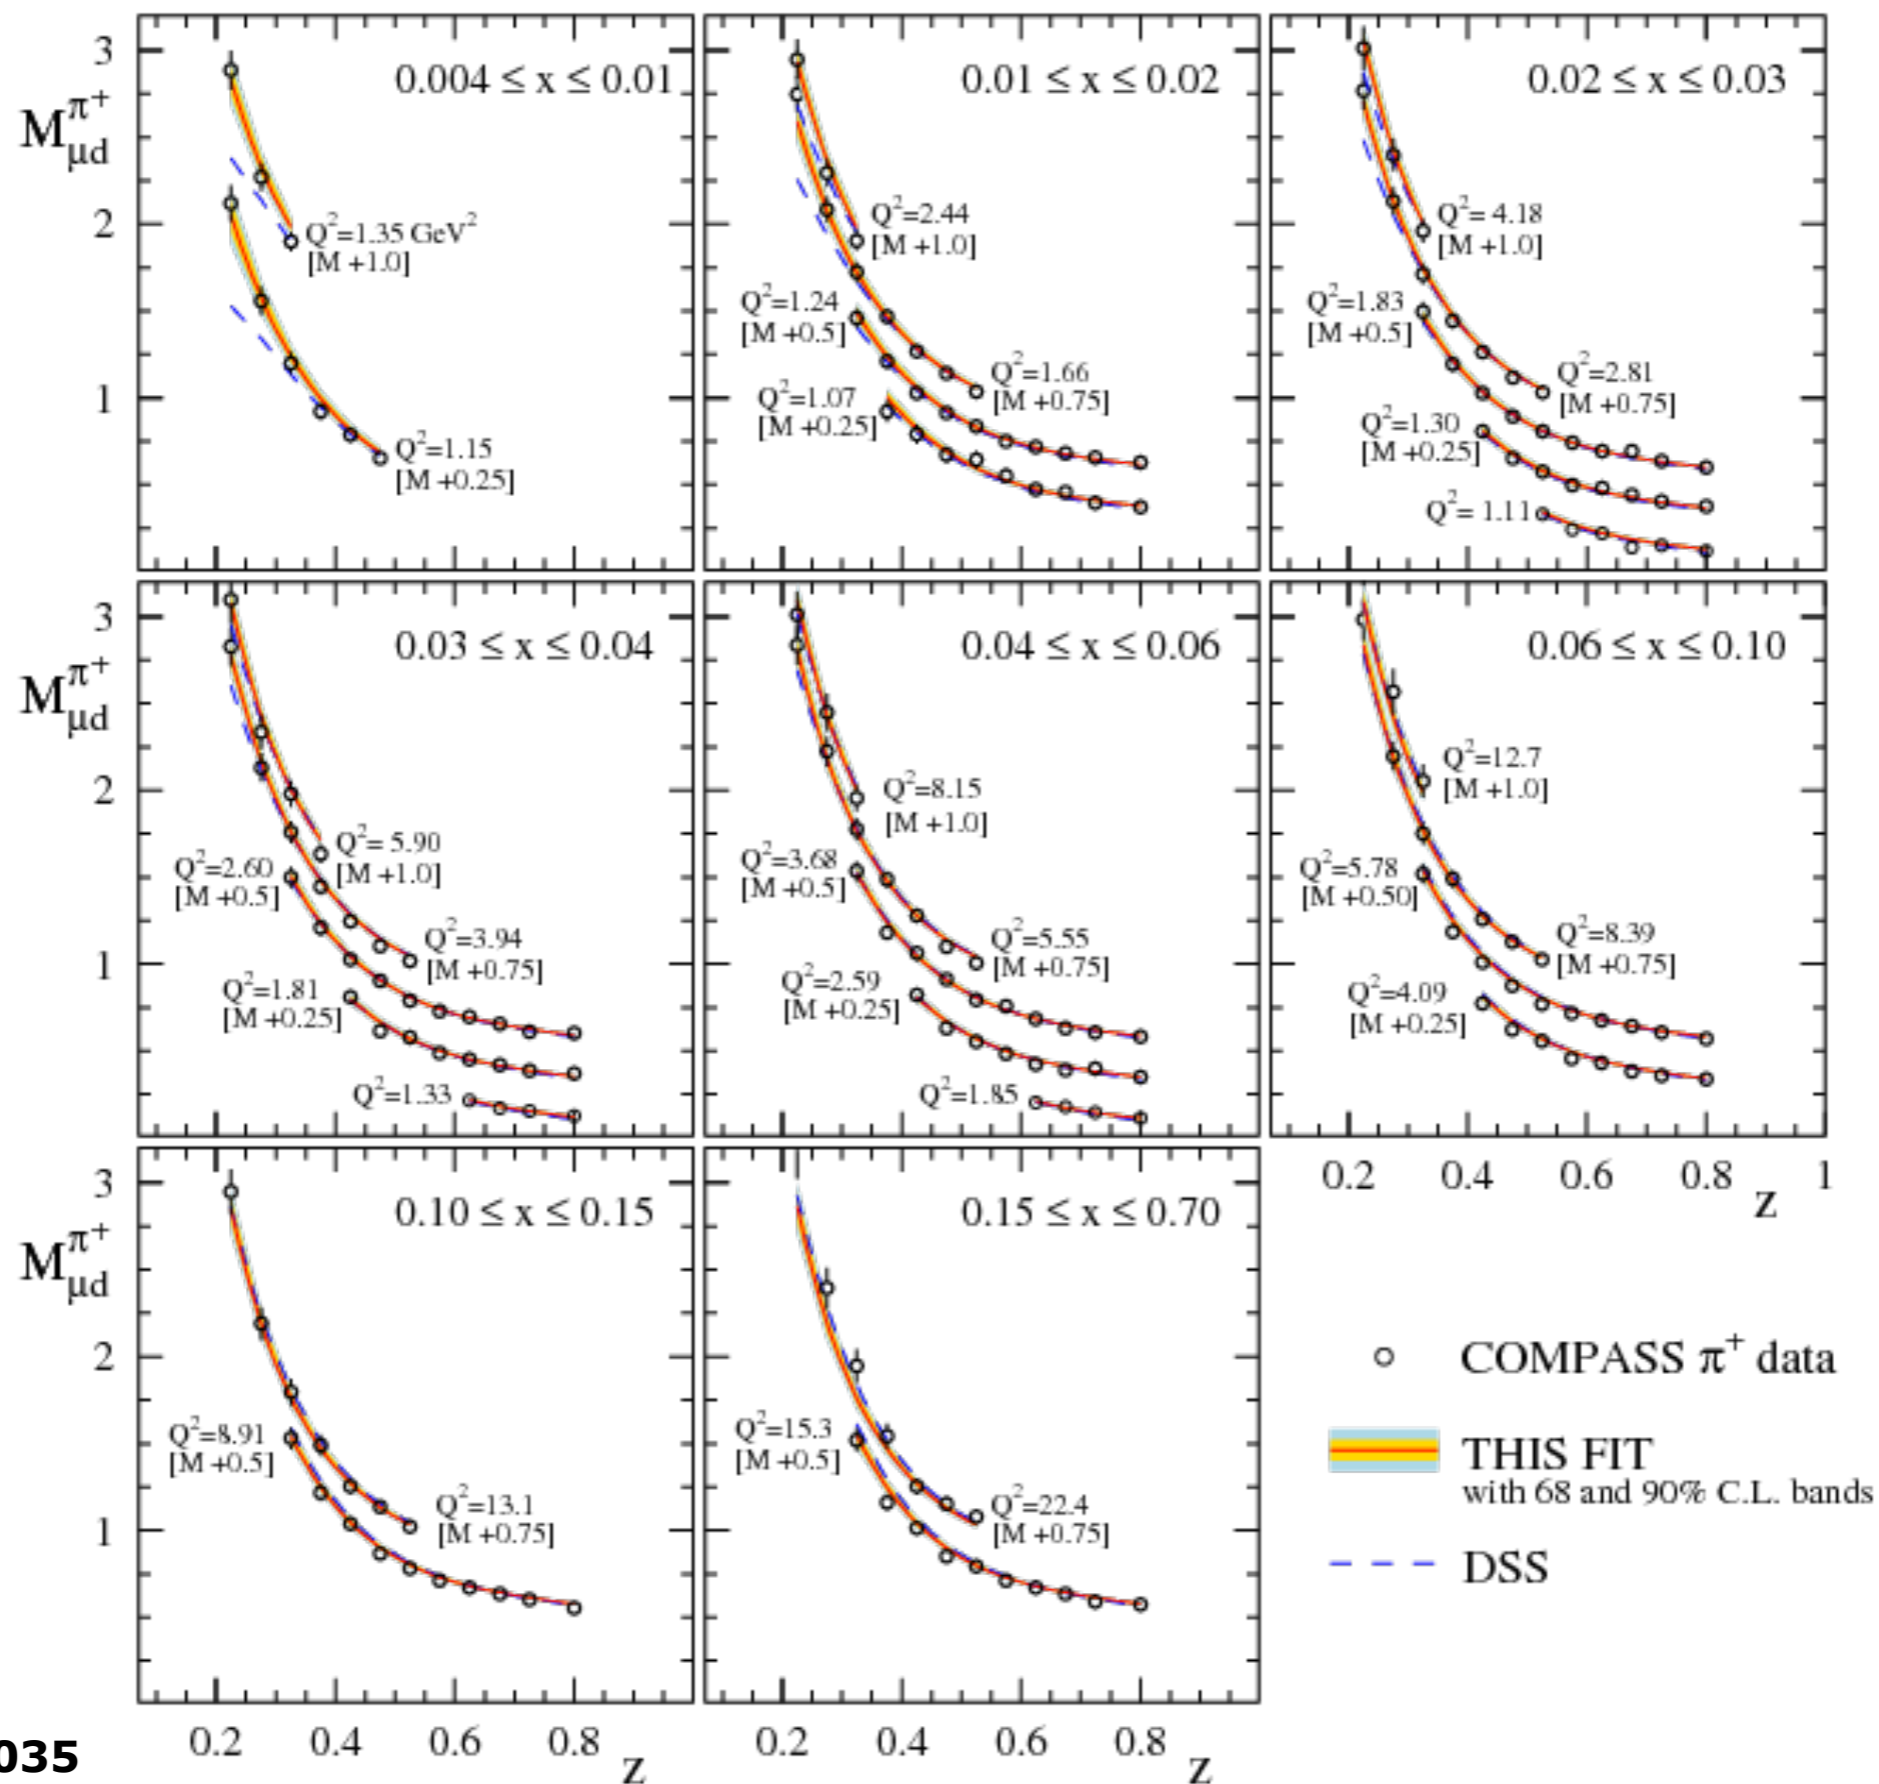 3
2
1
M^{π+}_{μd}
0.004 ≤ x ≤ 0.01
Q²=1.35 GeV²
[M +1.0]
Q²=1.15
[M +0.25]
0.01 ≤ x ≤ 0.02
Q²=2.44
[M +1.0]
Q²=1.24
[M +0.5]
Q²=1.66
[M +0.75]
Q²=1.07
[M +0.25]
0.02 ≤ x ≤ 0.03
Q²= 4.18
[M +1.0]
Q²=1.83
[M +0.5]
Q²=2.81
[M +0.75]
Q²=1.30
[M +0.25]
Q²= 1.11
3
2
1
M^{π+}_{μd}
0.03 ≤ x ≤ 0.04
Q²= 5.90
[M +1.0]
Q²=2.60
[M +0.5]
Q²=3.94
[M +0.75]
Q²=1.81
[M +0.25]
Q²=1.33
0.04 ≤ x ≤ 0.06
Q²=8.15
[M +1.0]
Q²=3.68
[M +0.5]
Q²=5.55
[M +0.75]
Q²=2.59
[M +0.25]
Q²=1.85
0.06 ≤ x ≤ 0.10
Q²=12.7
[M +1.0]
Q²=5.78
[M +0.50]
Q²=8.39
[M +0.75]
Q²=4.09
[M +0.25]
0.2 0.4 0.6 0.8 1
z
3
2
1
M^{π+}_{μd}
0.10 ≤ x ≤ 0.15
Q²=8.91
[M +0.5]
Q²=13.1
[M +0.75]
0.2 0.4 0.6 0.8
z
0.15 ≤ x ≤ 0.70
Q²=15.3
[M +0.5]
Q²=22.4
[M +0.75]
0.2 0.4 0.6 0.8
z
COMPASS π⁺ data
THIS FIT
with 68 and 90% C.L. bands
DSS
035